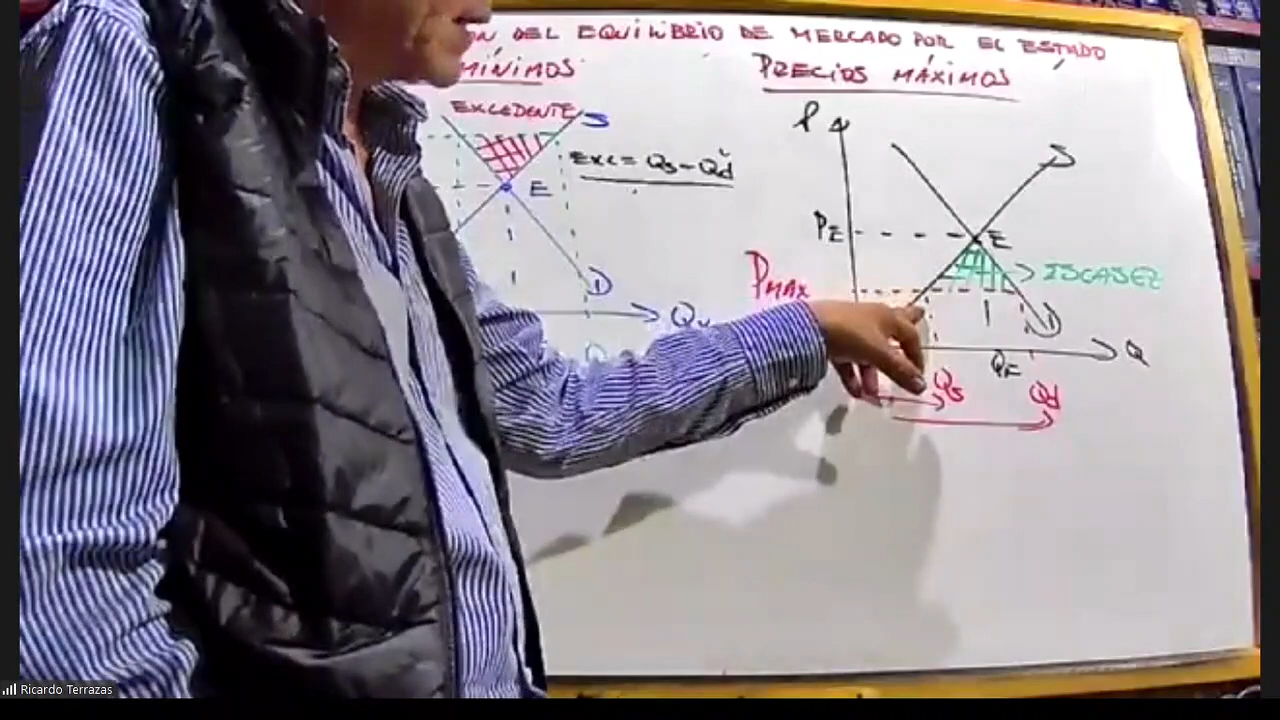 ON DEL EQUILIBRIO DE MERCADO POR EL ESTADO
MÍNIMOS
PRECIOS MÁXIMOS
EXCEDENTE
S
EXC = Qs - Qd
E
D
P
S
PE
E
PMAX
ESCASEZ
D
Q
QE
Qs
Qd
Ricardo Terrazas